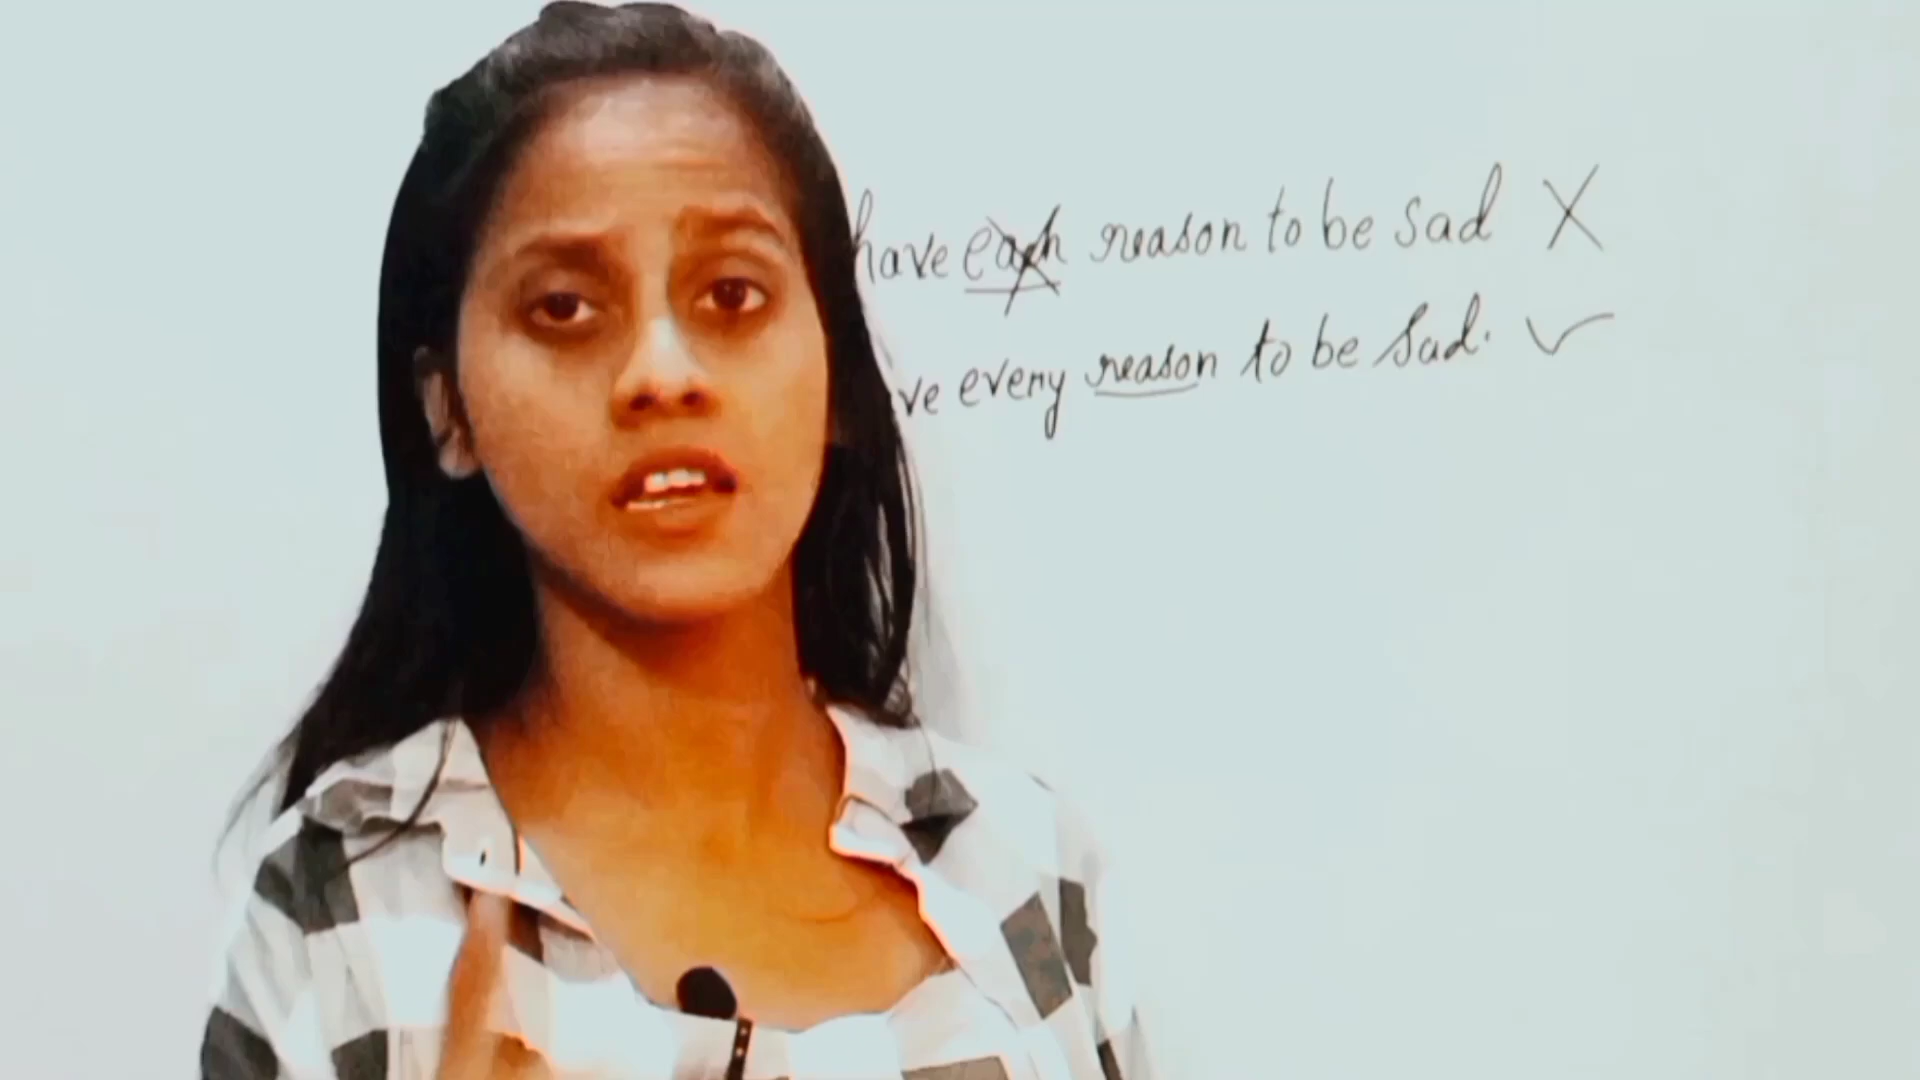 have each reason to be sad X
ve every reason to be sad. ✓